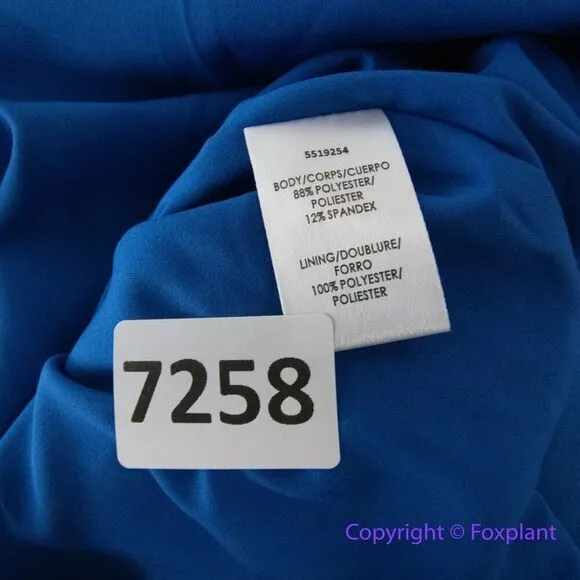 5519254
BODY/CORPS/CUERPO
88% POLYESTER/
POLIESTER
12% SPANDEX
LINING/DOUBLURE/
FORRO
100% POLYESTER/
POLIESTER
7258
Copyright © Foxplant